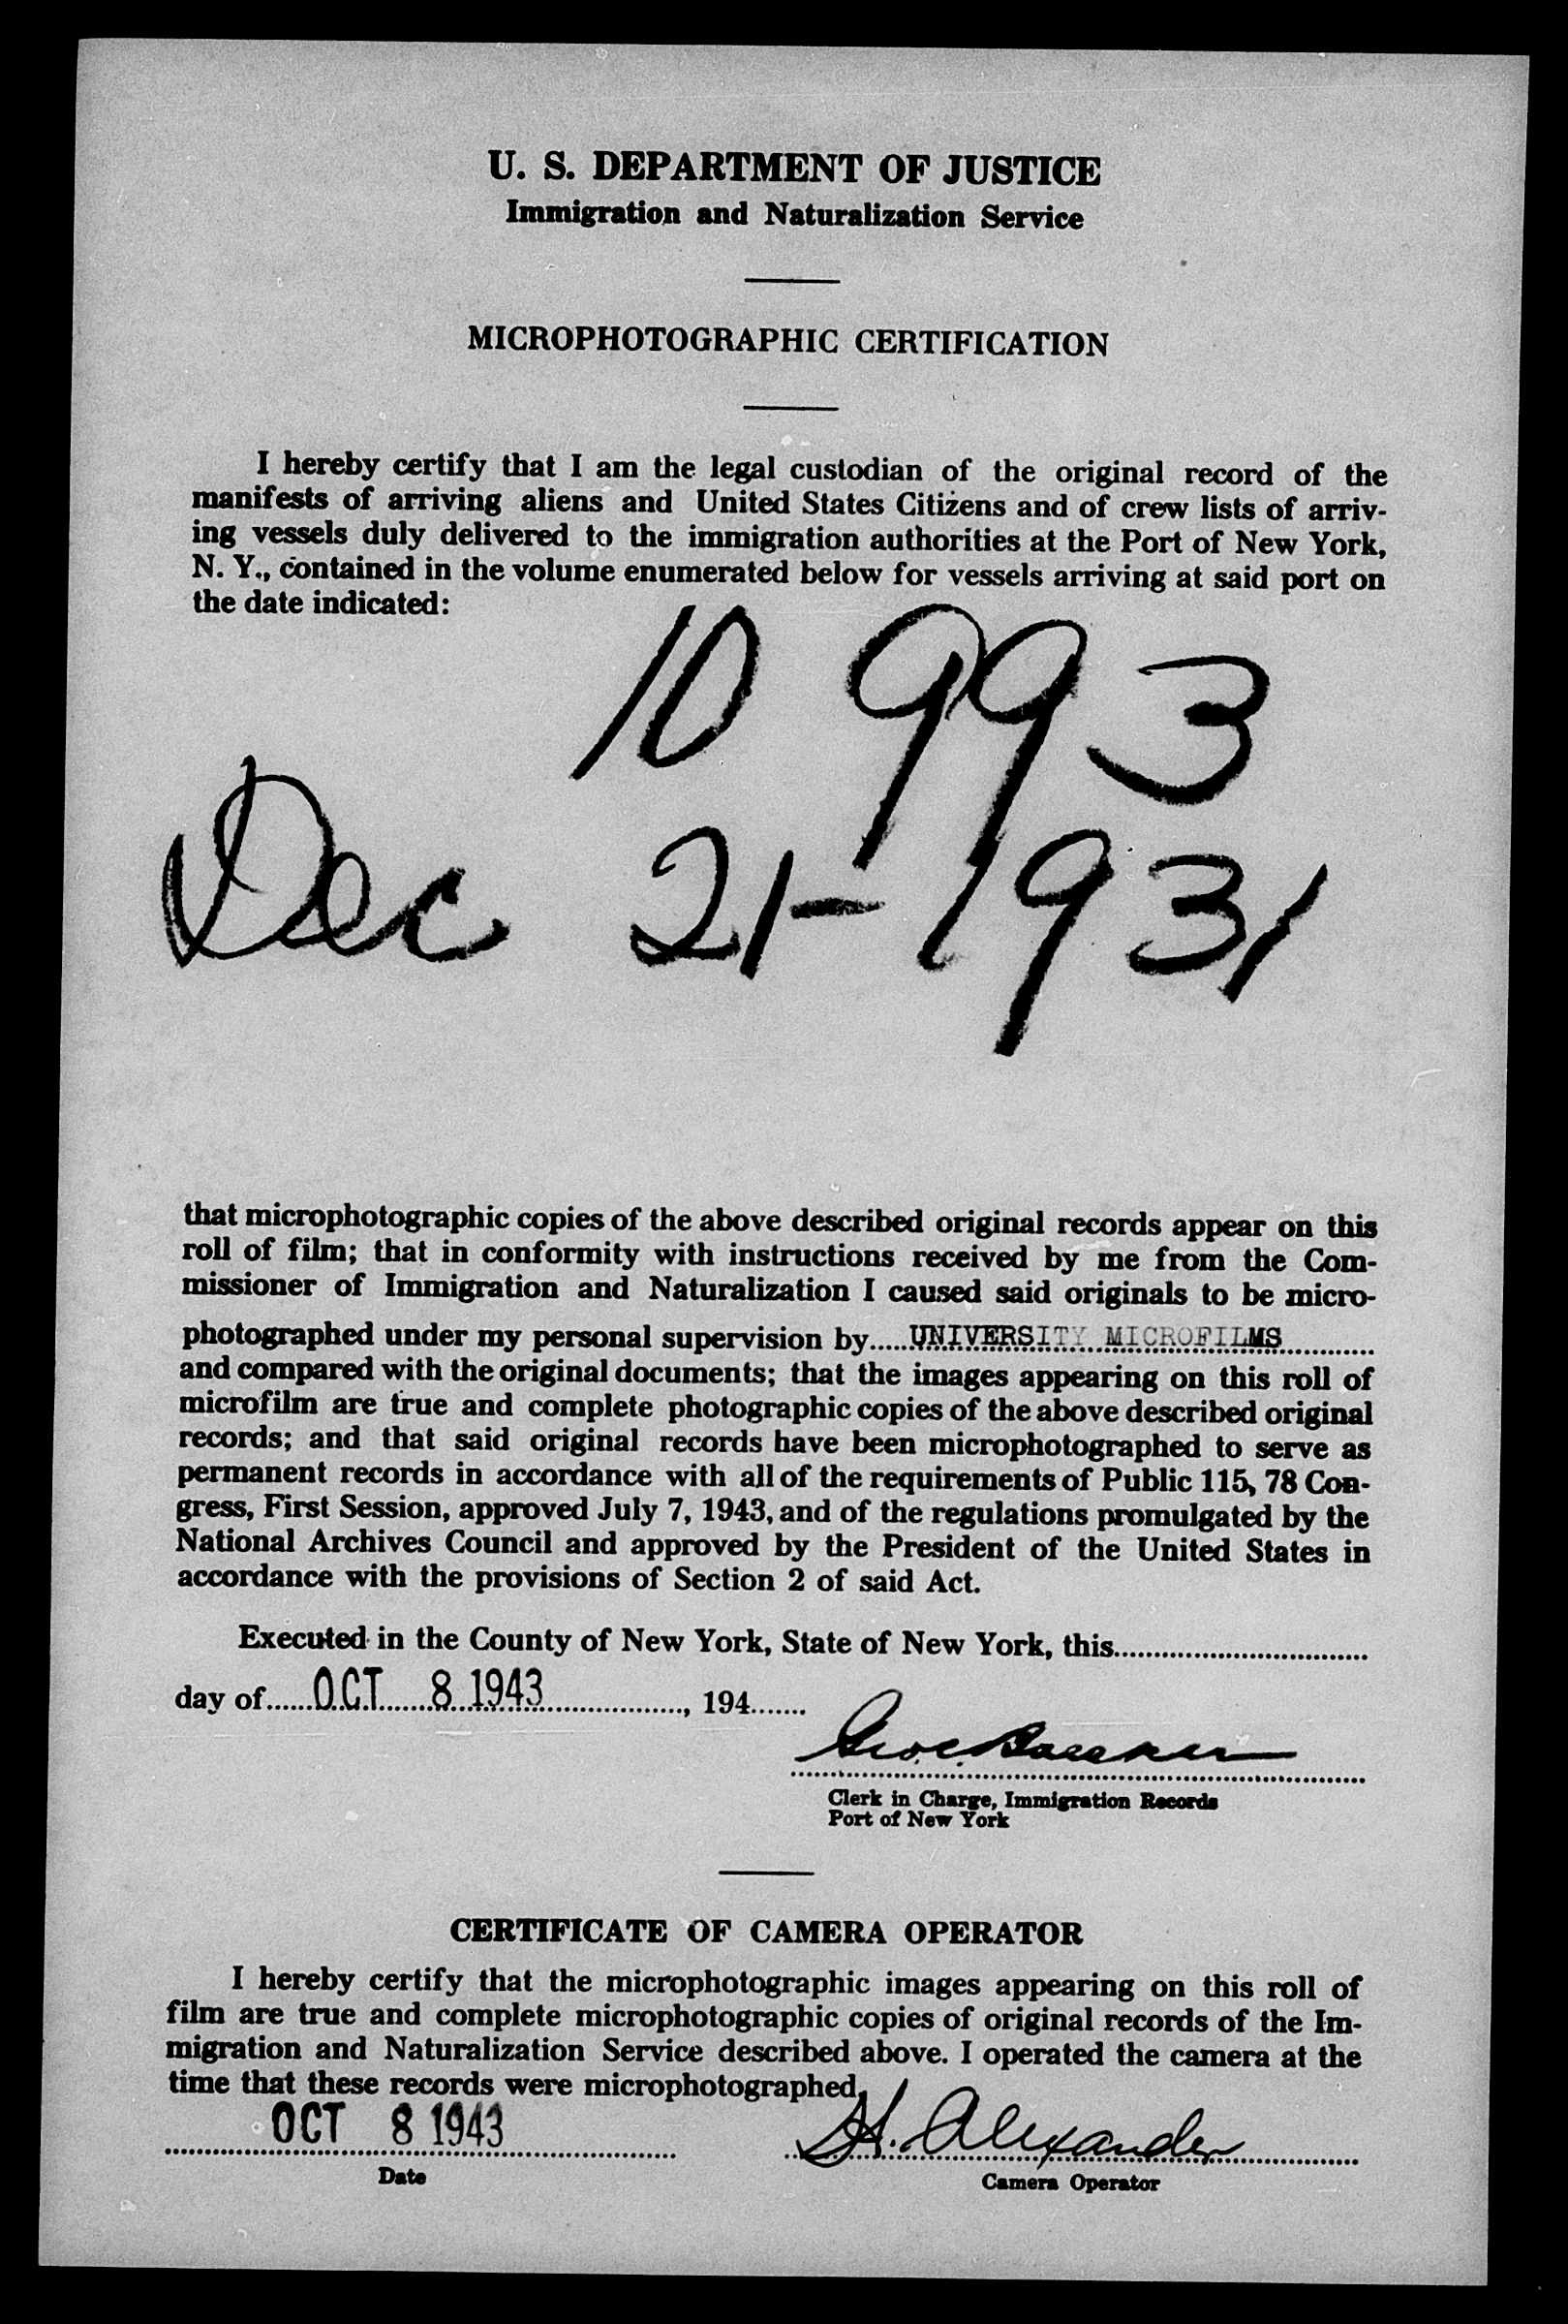 U. S. DEPARTMENT OF JUSTICE
Immigration and Naturalization Service
MICROPHOTOGRAPHIC CERTIFICATION
I hereby certify that I am the legal custodian of the original record of the
manifests of arriving aliens and United States Citizens and of crew lists of arriv-
ing vessels duly delivered to the immigration authorities at the Port of New York,
N. Y., contained in the volume enumerated below for vessels arriving at said port on
the date indicated:
10 993
Dec 21-1931
that microphotographic copies of the above described original records appear on this
roll of film; that in conformity with instructions received by me from the Com-
missioner of Immigration and Naturalization I caused said originals to be micro-
photographed under my personal supervision by.....UNIVERSITY MICROFILMS............
and compared with the original documents; that the images appearing on this roll of
microfilm are true and complete photographic copies of the above described original
records; and that said original records have been microphotographed to serve as
permanent records in accordance with all of the requirements of Public 115, 78 Con-
gress, First Session, approved July 7, 1943, and of the regulations promulgated by the
National Archives Council and approved by the President of the United States in
accordance with the provisions of Section 2 of said Act.
Executed in the County of New York, State of New York, this................................
day of......OCT 8 1943.................., 194.......
Clerk in Charge, Immigration Records
Port of New York
CERTIFICATE OF CAMERA OPERATOR
I hereby certify that the microphotographic images appearing on this roll of
film are true and complete microphotographic copies of original records of the Im-
migration and Naturalization Service described above. I operated the camera at the
time that these records were microphotographed.
OCT 8 1943 H. Alexander
Date Camera Operator